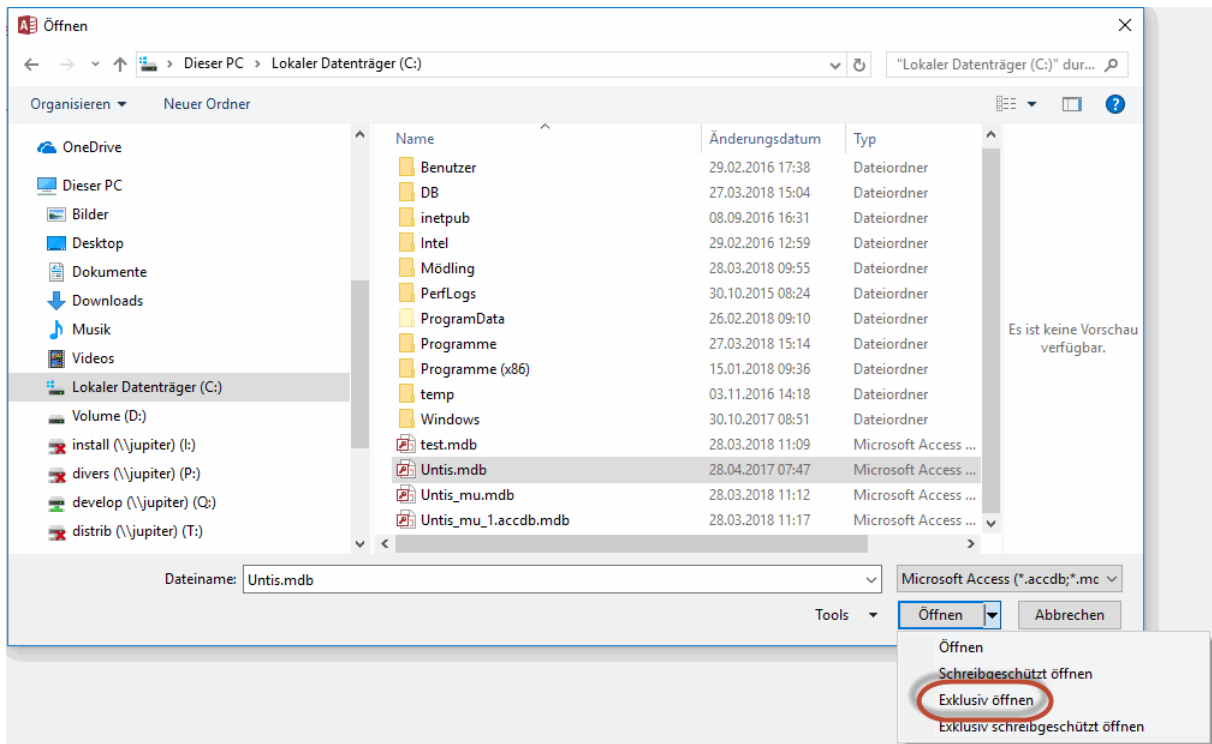 Öffnen
Dieser PC > Lokaler Datenträger (C:)
"Lokaler Datenträger (C:)" dur...
Organisieren Neuer Ordner
OneDrive
Dieser PC
Bilder
Desktop
Dokumente
Downloads
Musik
Videos
Lokaler Datenträger (C:)
Volume (D:)
install (\\jupiter) (I:)
divers (\\jupiter) (P:)
develop (\\jupiter) (Q:)
distrib (\\jupiter) (T:)
Name Änderungsdatum Typ
Benutzer 29.02.2016 17:38 Dateiordner
DB 27.03.2018 15:04 Dateiordner
inetpub 08.09.2016 16:31 Dateiordner
Intel 29.02.2016 12:59 Dateiordner
Mödling 28.03.2018 09:55 Dateiordner
PerfLogs 30.10.2015 08:24 Dateiordner
ProgramData 26.02.2018 09:10 Dateiordner
Programme 27.03.2018 15:14 Dateiordner
Programme (x86) 15.01.2018 09:36 Dateiordner
temp 03.11.2016 14:18 Dateiordner
Windows 30.10.2017 08:51 Dateiordner
test.mdb 28.03.2018 11:09 Microsoft Access ...
Untis.mdb 28.04.2017 07:47 Microsoft Access ...
Untis_mu.mdb 28.03.2018 11:12 Microsoft Access ...
Untis_mu_1.accdb.mdb 28.03.2018 11:17 Microsoft Access ...
Es ist keine Vorschau
verfügbar.
Dateiname: Untis.mdb Microsoft Access (*.accdb;*.mc
Tools Öffnen Abbrechen
Öffnen
Schreibgeschützt öffnen
Exklusiv öffnen
Exklusiv schreibgeschützt öffnen